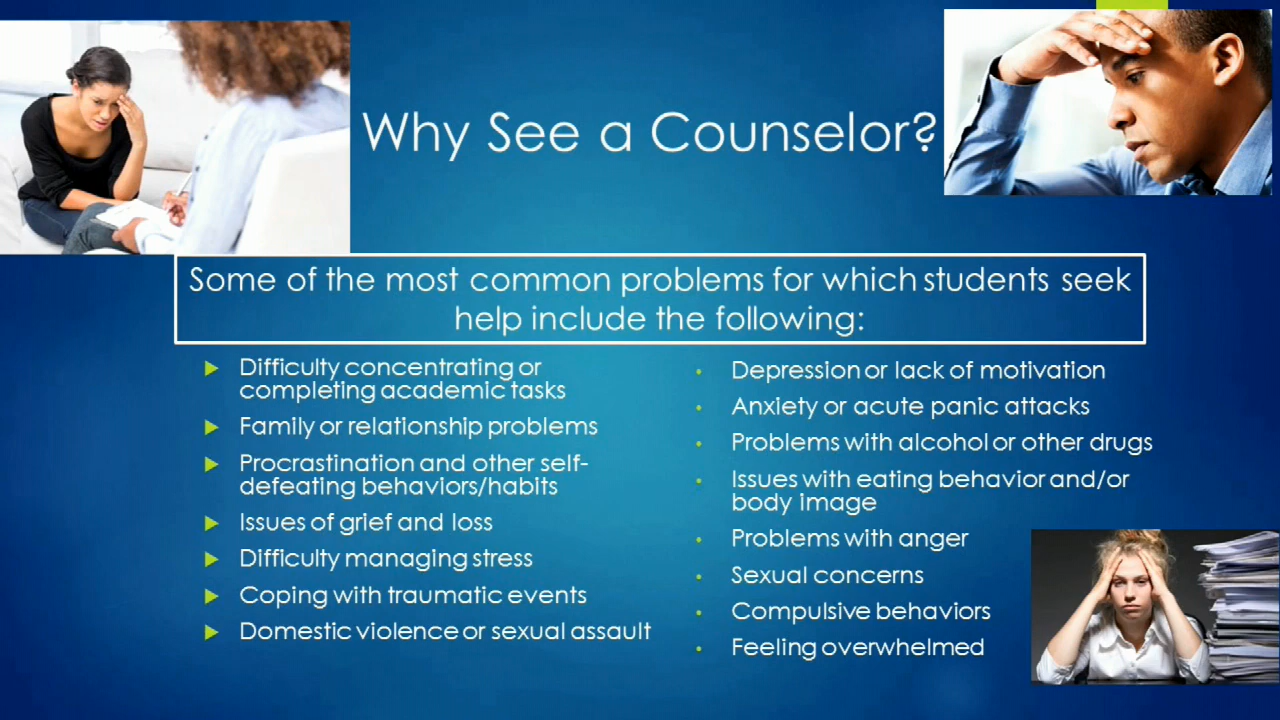 Why See a Counselor?
Some of the most common problems for which students seek
help include the following:
Difficulty concentrating or
completing academic tasks
Family or relationship problems
Procrastination and other self-
defeating behaviors/habits
Issues of grief and loss
Difficulty managing stress
Coping with traumatic events
Domestic violence or sexual assault
Depression or lack of motivation
Anxiety or acute panic attacks
Problems with alcohol or other drugs
Issues with eating behavior and/or
body image
Problems with anger
Sexual concerns
Compulsive behaviors
Feeling overwhelmed